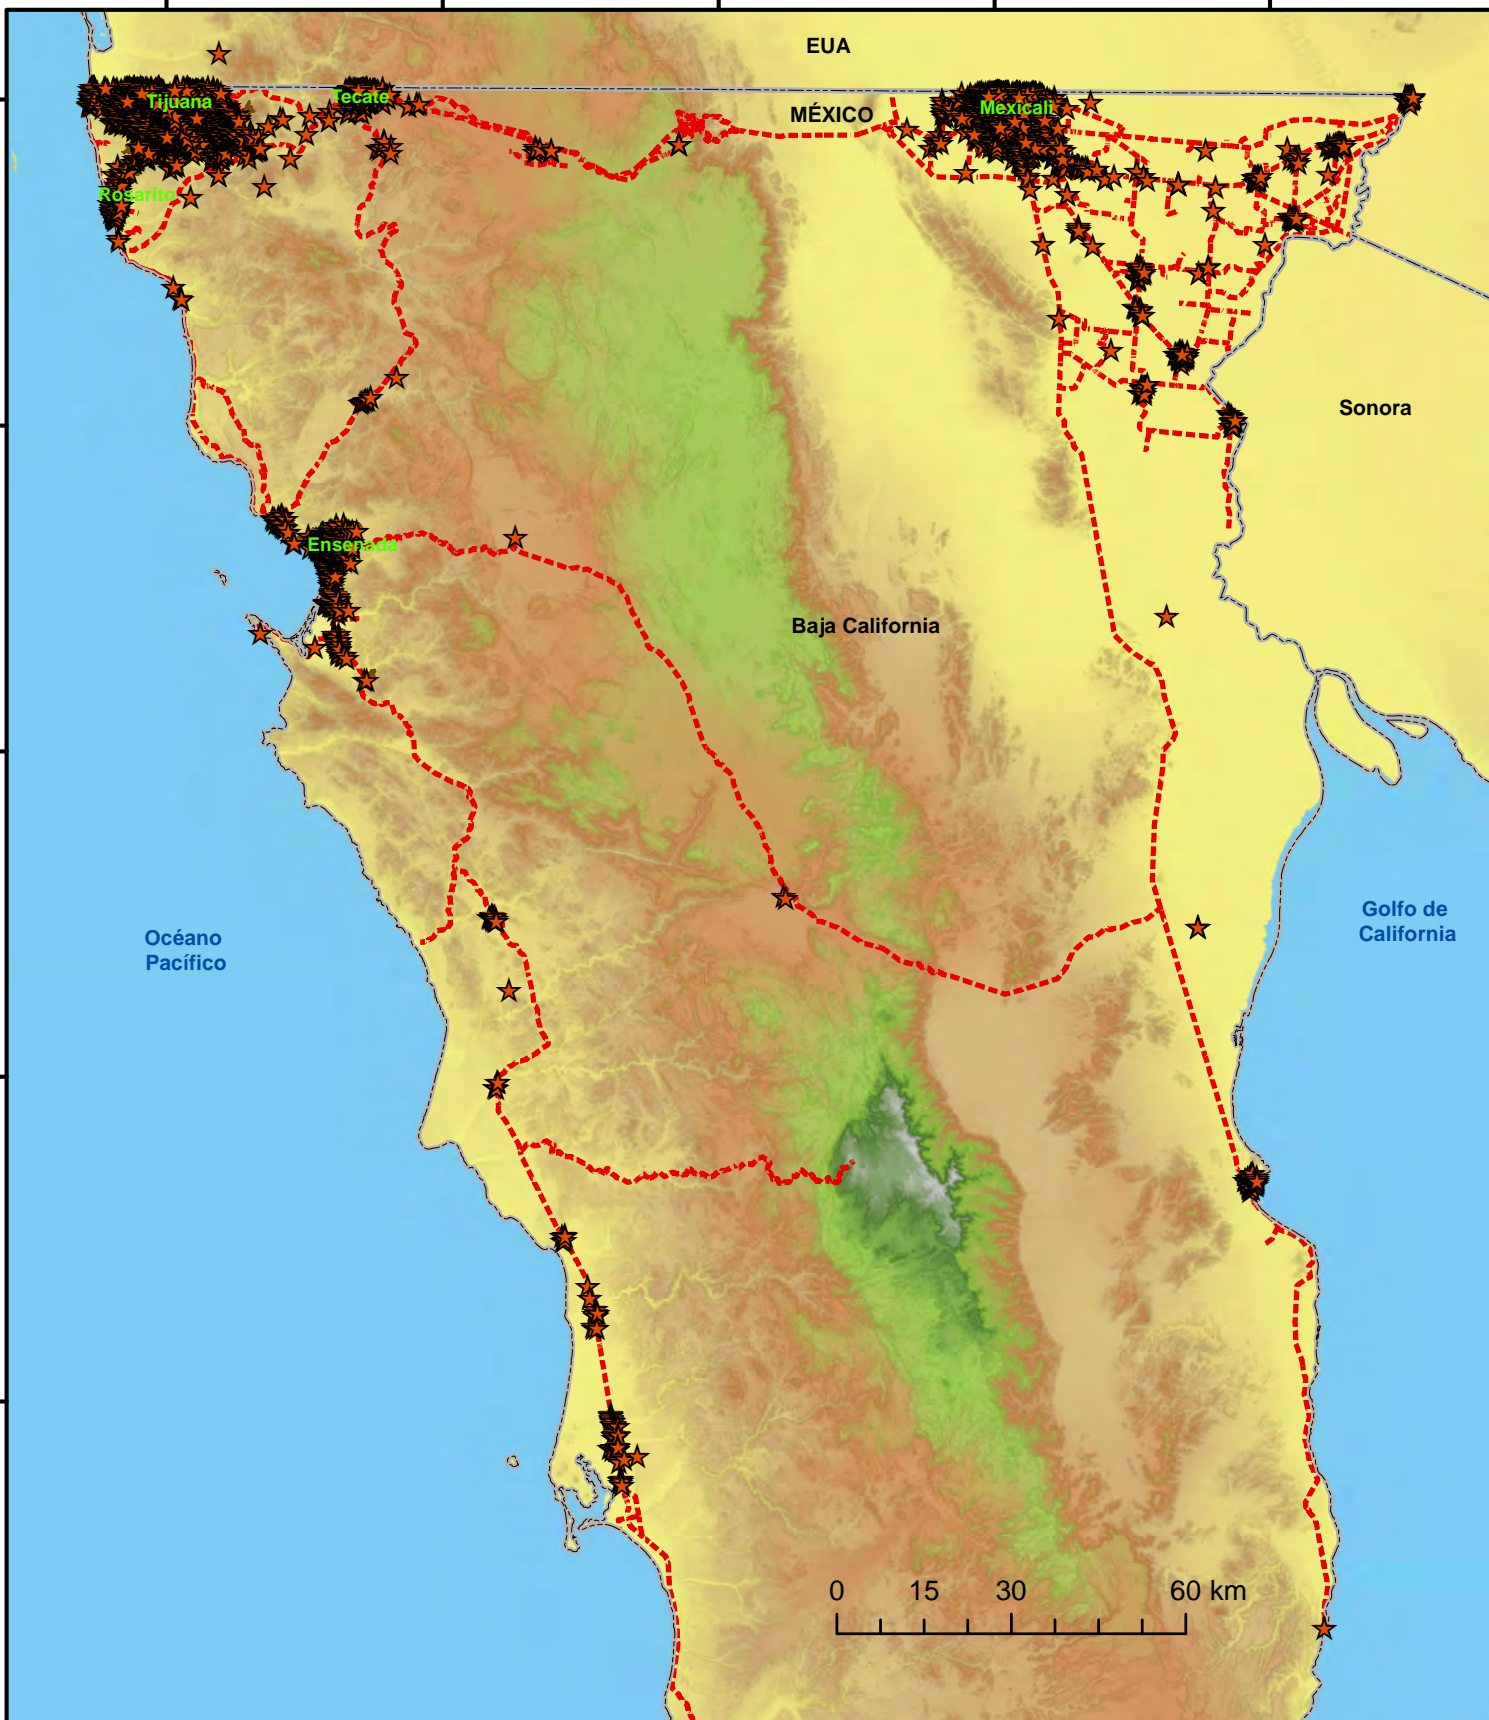 EUA
Tijuana
Tecate
Mexicali
MÉXICO
Rosarito
Sonora
Ensenada
Baja California
Océano
Pacífico
Golfo de
California
0 15 30 60 km